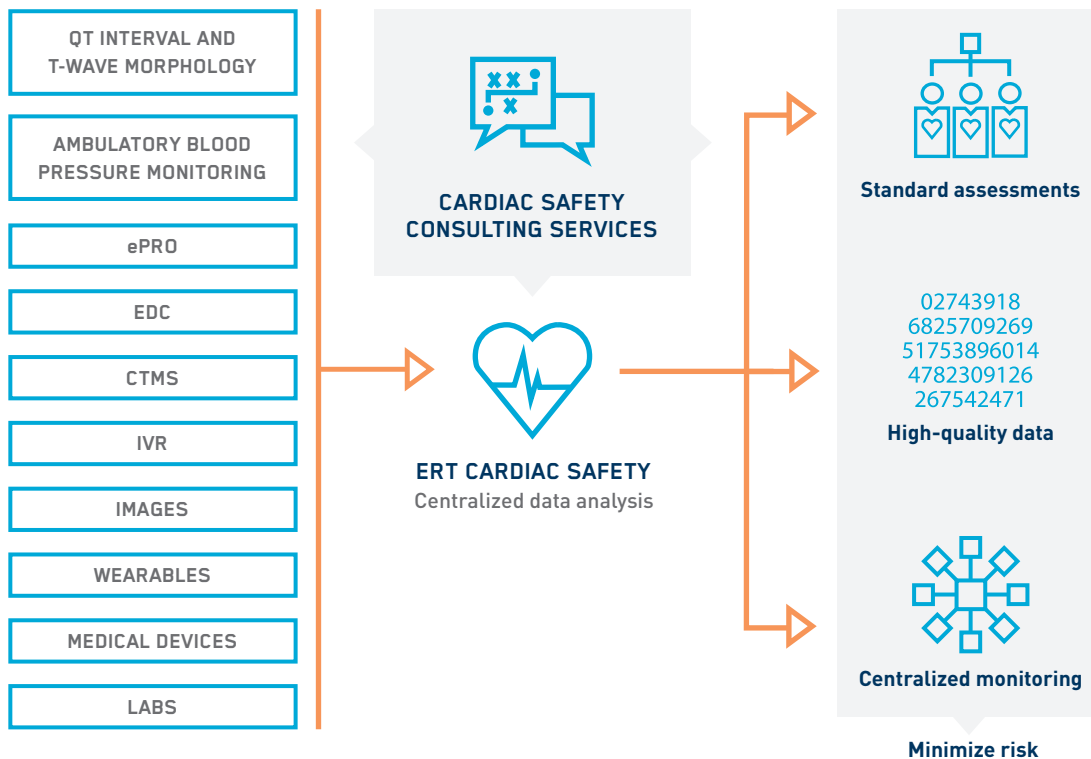 QT INTERVAL AND
T-WAVE MORPHOLOGY
AMBULATORY BLOOD
PRESSURE MONITORING
ePRO
EDC
CTMS
IVR
IMAGES
WEARABLES
MEDICAL DEVICES
LABS
CARDIAC SAFETY
CONSULTING SERVICES
ERT CARDIAC SAFETY
Centralized data analysis
Standard assessments
02743918
6825709269
51753896014
4782309126
267542471
High-quality data
Centralized monitoring
Minimize risk